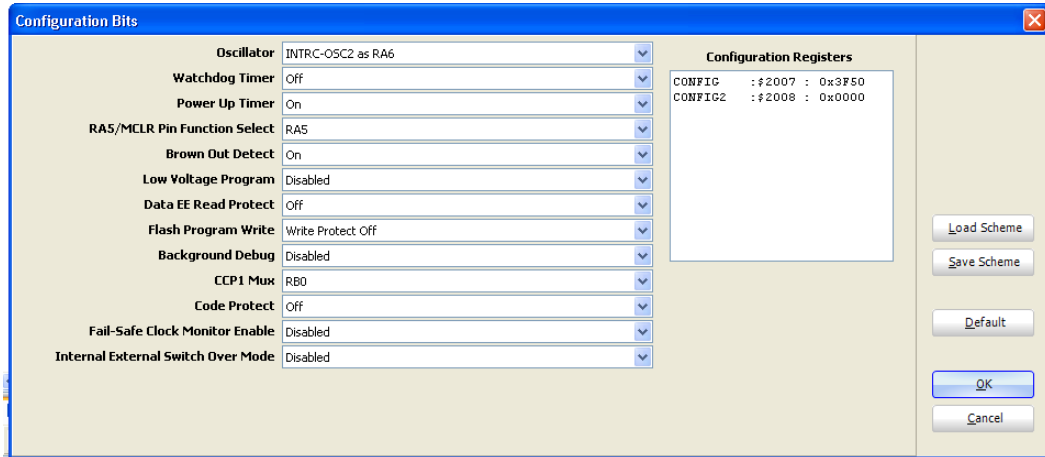 Configuration Bits
Oscillator INTRC-OSC2 as RA6
Watchdog Timer Off
Power Up Timer On
RA5/MCLR Pin Function Select RA5
Brown Out Detect On
Low Voltage Program Disabled
Data EE Read Protect Off
Flash Program Write Write Protect Off
Background Debug Disabled
CCP1 Mux RB0
Code Protect Off
Fail-Safe Clock Monitor Enable Disabled
Internal External Switch Over Mode Disabled
Configuration Registers
CONFIG :$2007 : 0x3F50
CONFIG2 :$2008 : 0x0000
Load Scheme
Save Scheme
Default
OK
Cancel